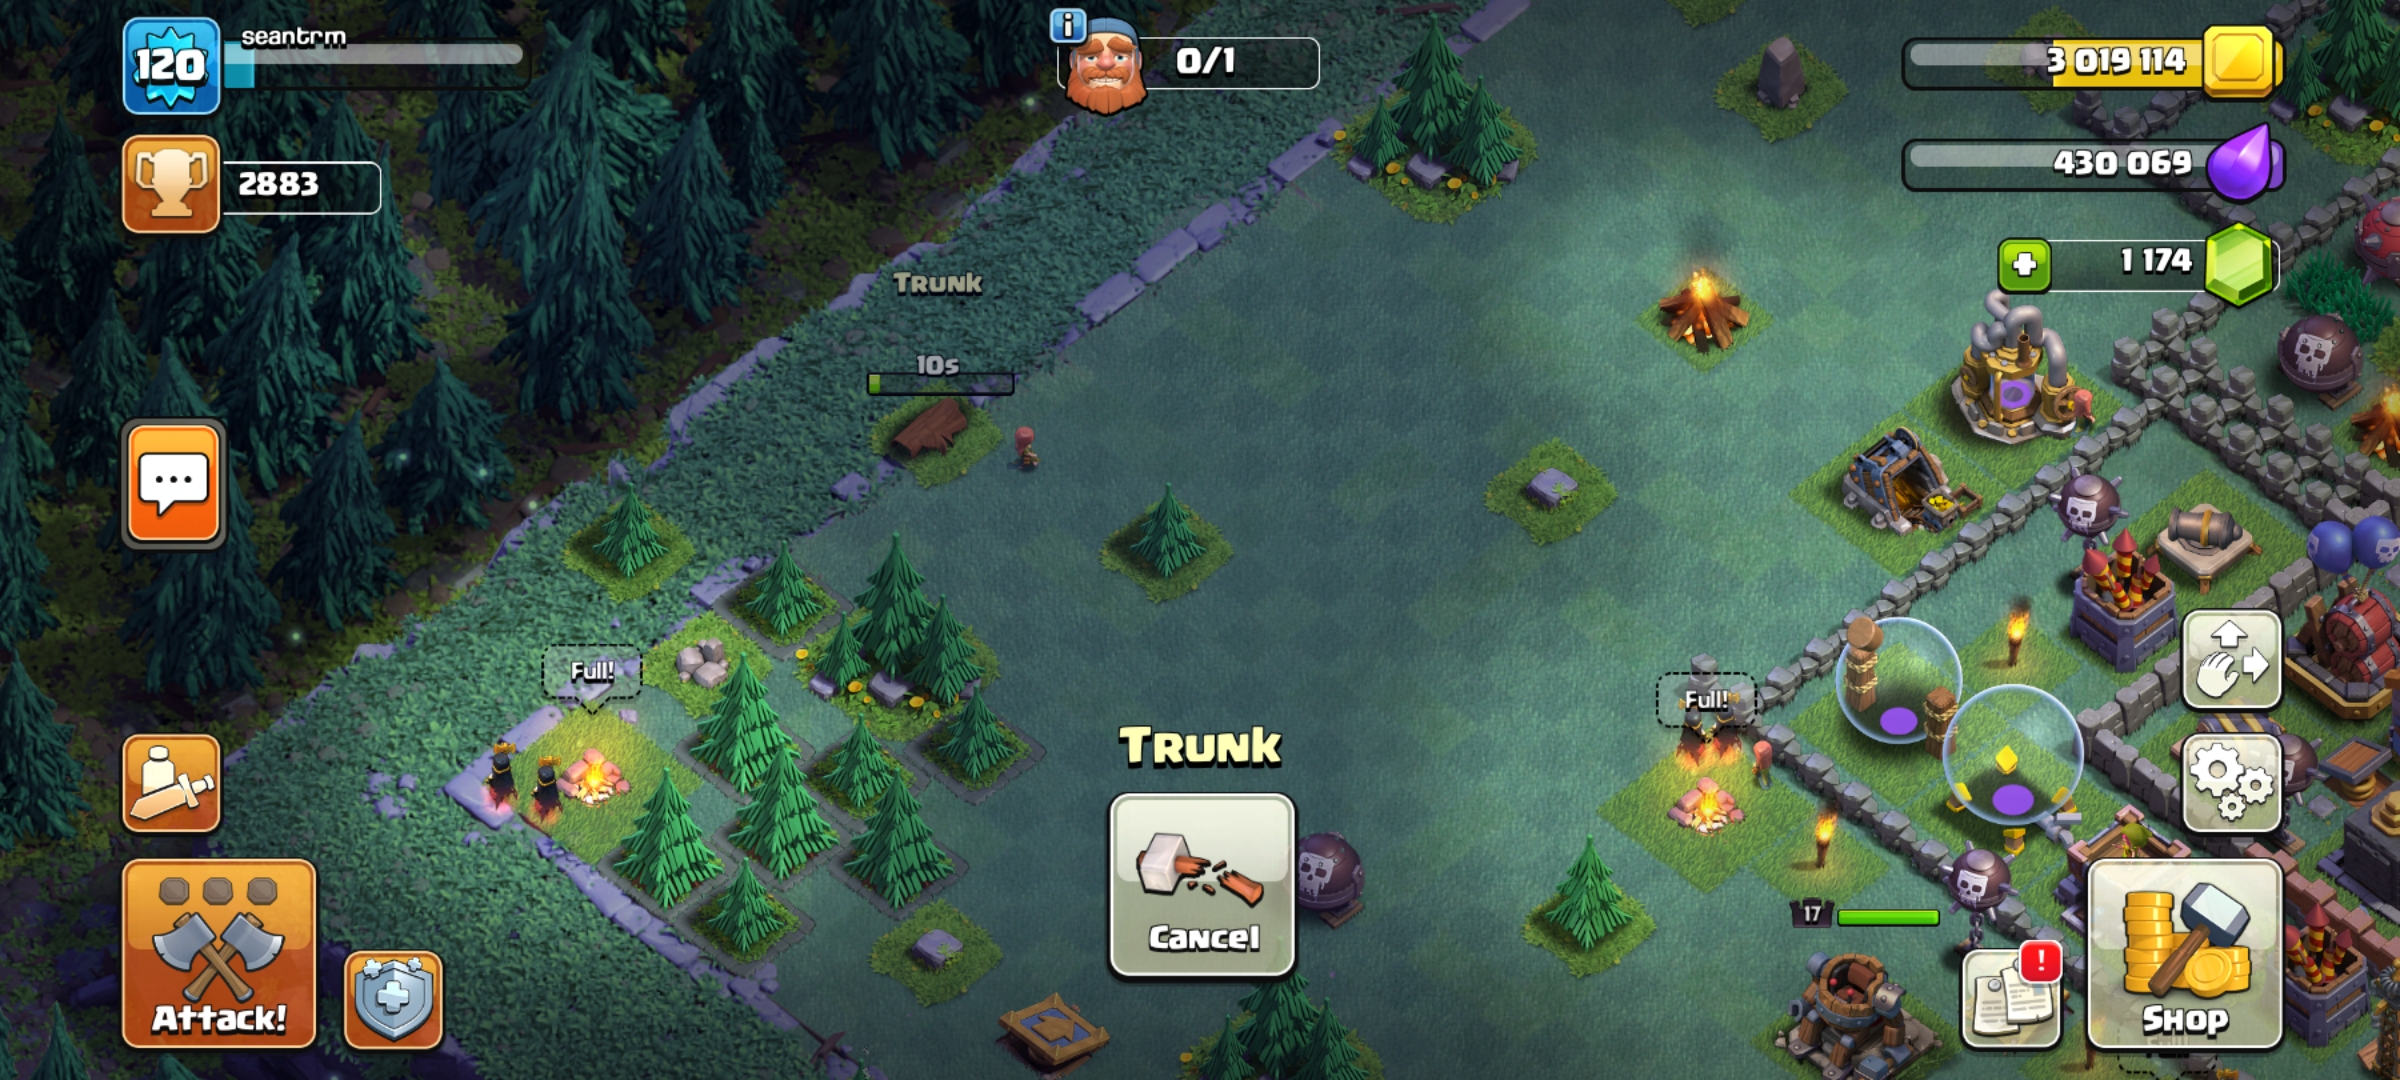 120
seantrm
i
0/1
3 019 114
2883
430 069
1 174
Trunk
10s
Full!
Full!
Trunk
Cancel
17
!
Attack!
Shop